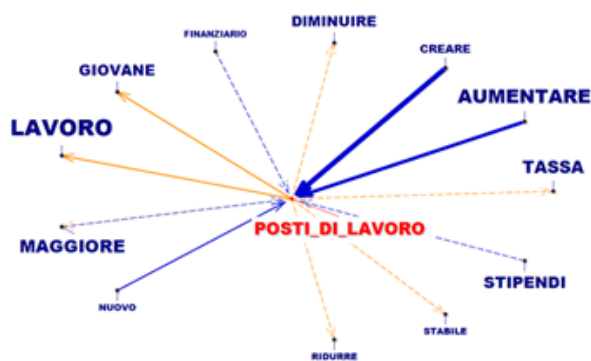 DIMINUIRE
FINANZIARIO
CREARE
GIOVANE
AUMENTARE
LAVORO
TASSA
POSTI_DI_LAVORO
MAGGIORE
STIPENDI
NUOVO
STABILE
RIDURRE